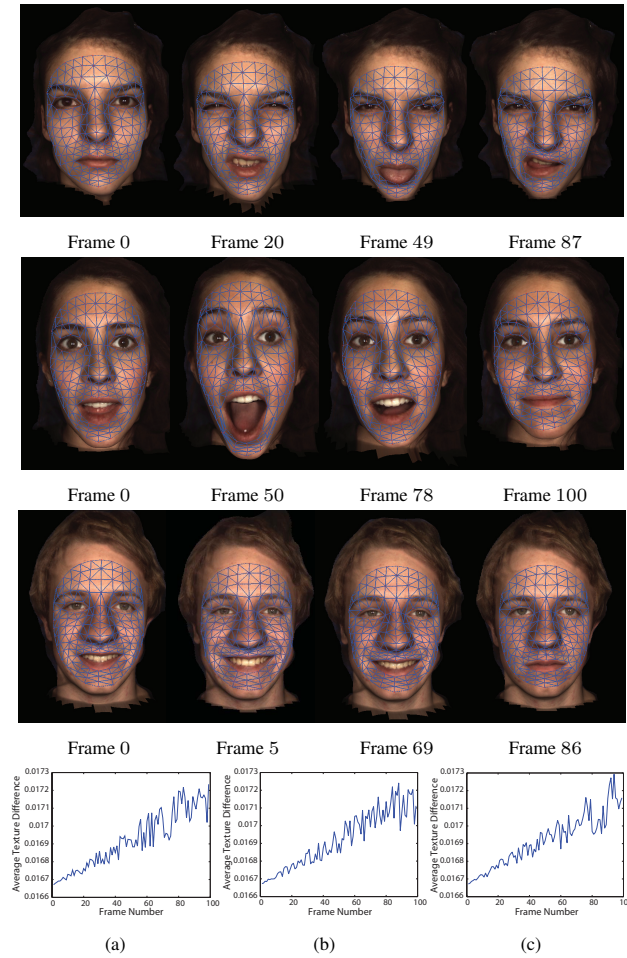 Frame 0 Frame 20 Frame 49 Frame 87
Frame 0 Frame 50 Frame 78 Frame 100
Frame 0 Frame 5 Frame 69 Frame 86
Average Texture Difference
0.0173
0.0172
0.0171
0.017
0.0169
0.0168
0.0167
0.0166
0 20 40 60 80 100
Frame Number
Average Texture Difference
0.0173
0.0172
0.0171
0.017
0.0169
0.0168
0.0167
0.0166
0 20 40 60 80 100
Frame Number
Average Texture Difference
0.0173
0.0172
0.0171
0.017
0.0169
0.0168
0.0167
0.0166
0 20 40 60 80 100
Frame Number
(a) (b) (c)